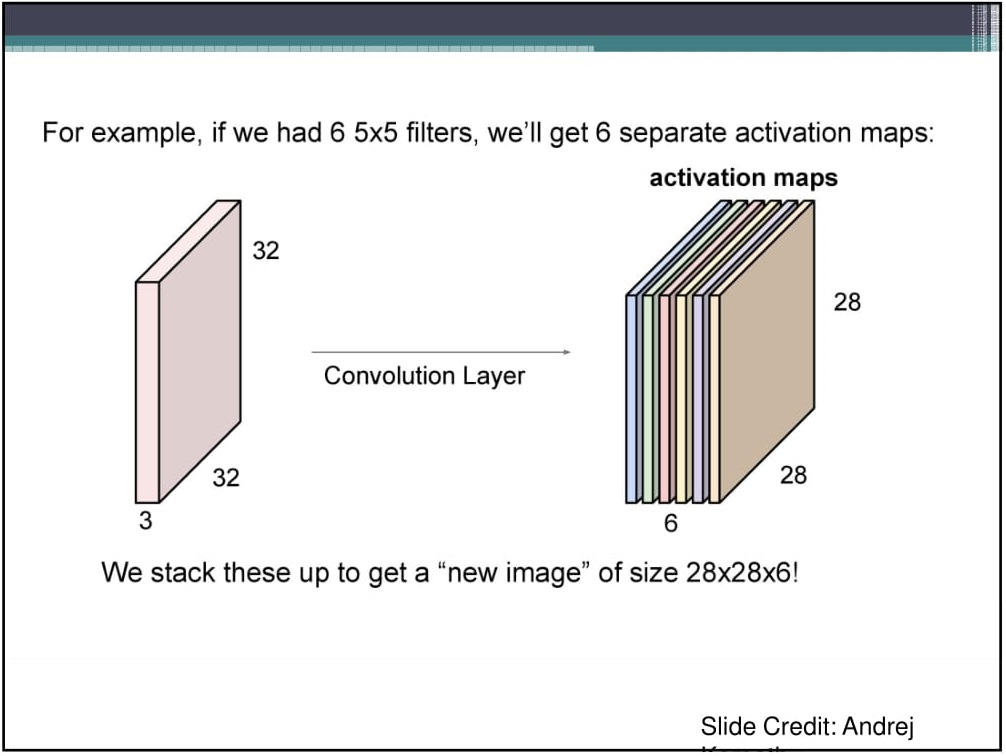 For example, if we had 6 5x5 filters, we’ll get 6 separate activation maps:
activation maps
32
28
Convolution Layer
32
28
3
6
We stack these up to get a “new image” of size 28x28x6!
Slide Credit: Andrej